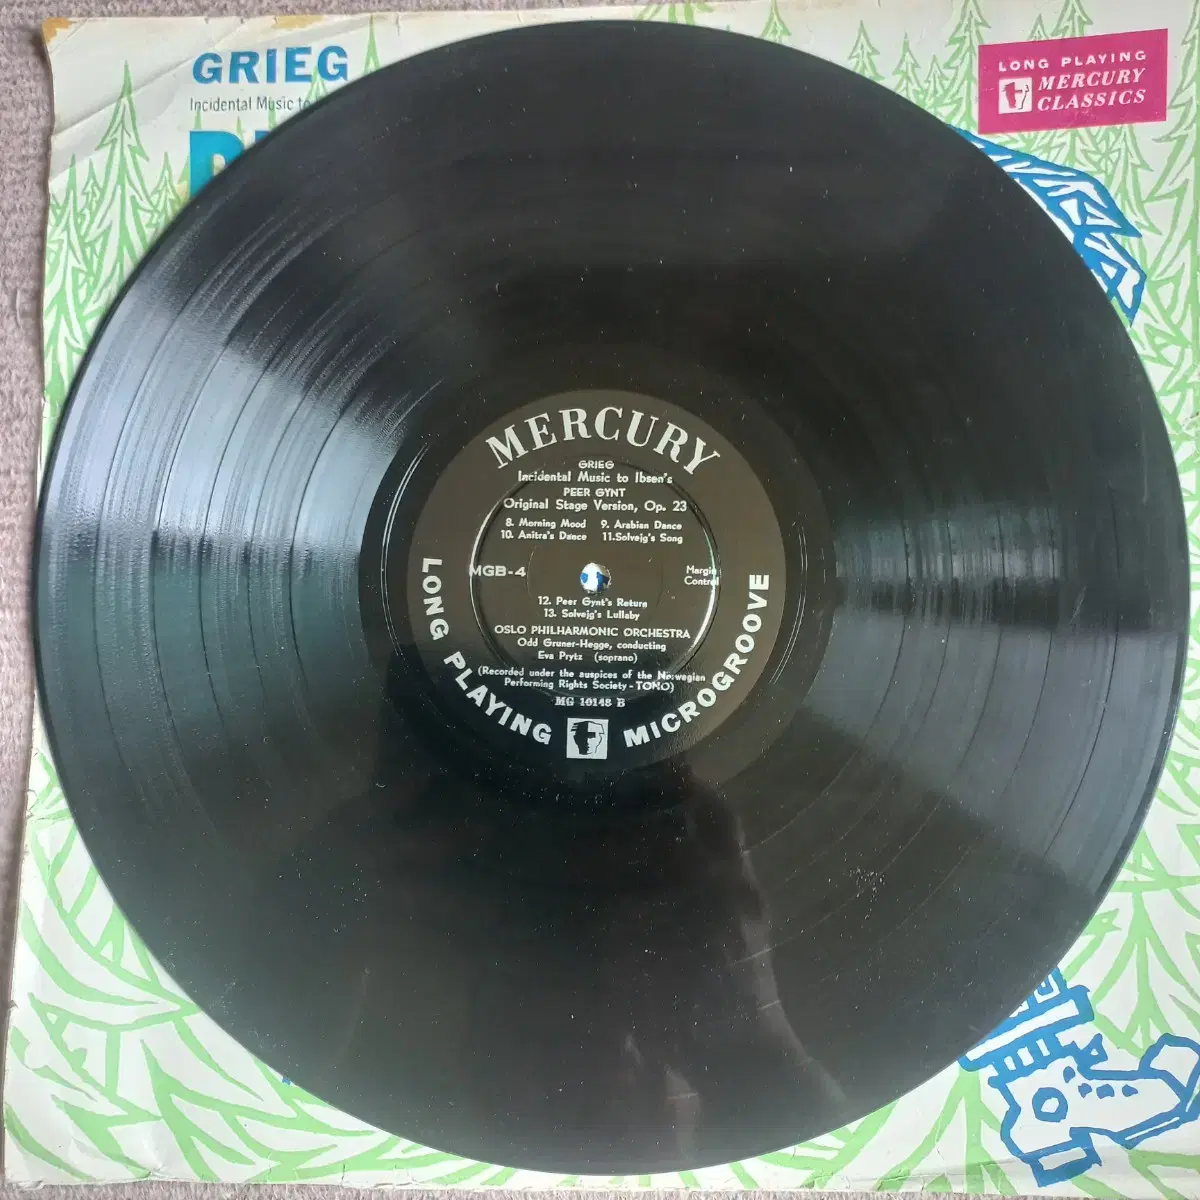 GRIEG
Incidental Music to
LONG PLAYING
MERCURY
CLASSICS
MERCURY
GRIEG
Incidental Music to Ibsen's
PEER GYNT
Original Stage Version, Op. 23
8. Morning Mood 9. Arabian Dance
10. Anitra's Dance 11.Solvejg's Song
MGB-4
Margin
Control
12. Peer Gynt's Return
13. Solvejg's Lullaby
OSLO PHILHARMONIC ORCHESTRA
Odd Gruner-Hegge, conducting
Eva Prytz (soprano)
(Recorded under the auspices of the Norwegian
Performing Rights Society - TONO)
MG 10148 B
LONG PLAYING MICROGROOVE